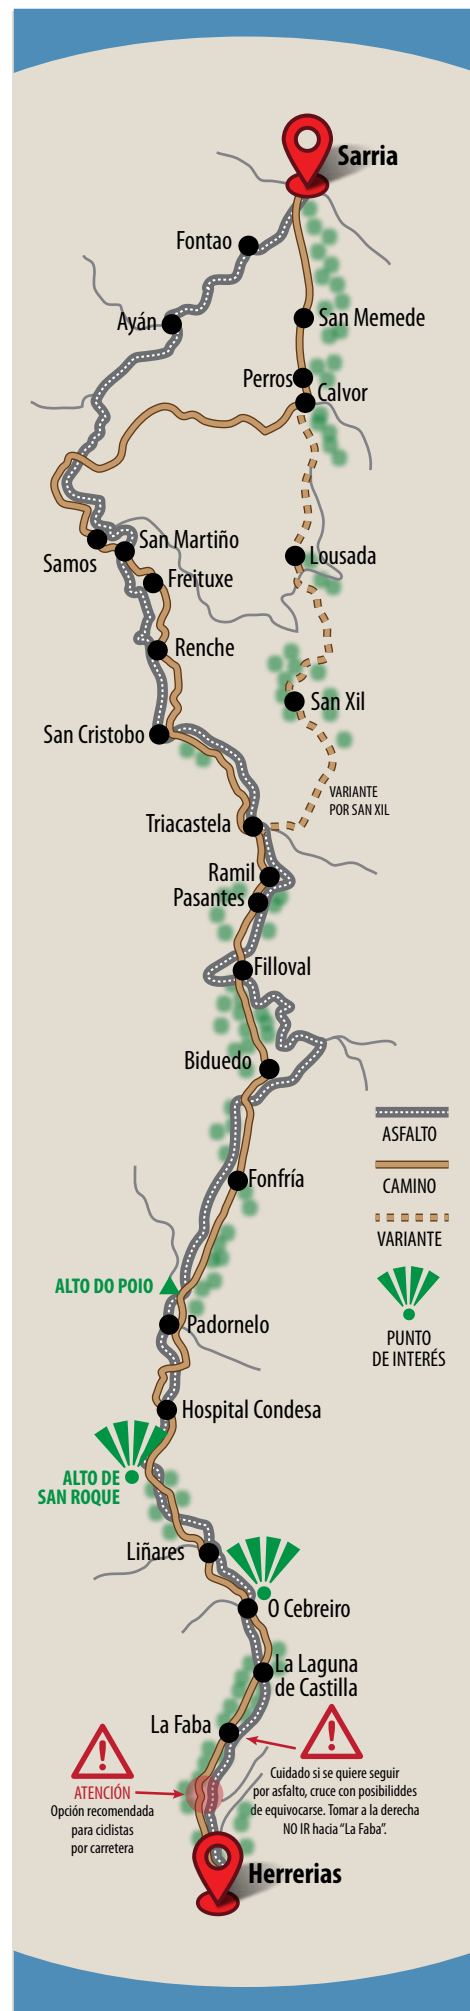 Sarria
Fontao
Ayán
San Memede
Perros
Calvor
Samos
San Martiño
Lousada
Freituxe
Renche
San Xil
San Cristobo
VARIANTE
POR SAN XIL
Triacastela
Ramil
Pasantes
Filloval
Biduedo
ASFALTO
CAMINO
Fonfría
VARIANTE
ALTO DO POIO
Padornelo
PUNTO
DE INTERÉS
Hospital Condesa
ALTO DE
SAN ROQUE
Liñares
O Cebreiro
La Laguna
de Castilla
La Faba
ATENCIÓN
Opción recomendada
para ciclistas
por carretera
Cuidado si se quiere seguir
por asfalto, cruce con posibiliddes
de equivocarse. Tomar a la derecha
NO IR hacia “La Faba”.
Herrerias